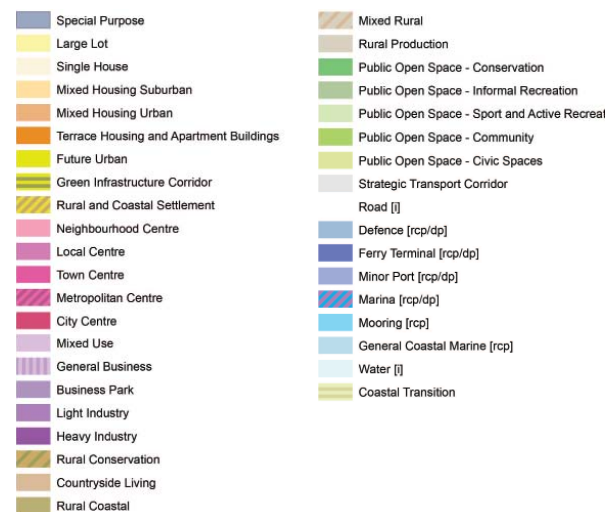 Special Purpose
Large Lot
Single House
Mixed Housing Suburban
Mixed Housing Urban
Terrace Housing and Apartment Buildings
Future Urban
Green Infrastructure Corridor
Rural and Coastal Settlement
Neighbourhood Centre
Local Centre
Town Centre
Metropolitan Centre
City Centre
Mixed Use
General Business
Business Park
Light Industry
Heavy Industry
Rural Conservation
Countryside Living
Rural Coastal
Mixed Rural
Rural Production
Public Open Space - Conservation
Public Open Space - Informal Recreation
Public Open Space - Sport and Active Recreat
Public Open Space - Community
Public Open Space - Civic Spaces
Strategic Transport Corridor
Road [i]
Defence [rcp/dp]
Ferry Terminal [rcp/dp]
Minor Port [rcp/dp]
Marina [rcp/dp]
Mooring [rcp]
General Coastal Marine [rcp]
Water [i]
Coastal Transition